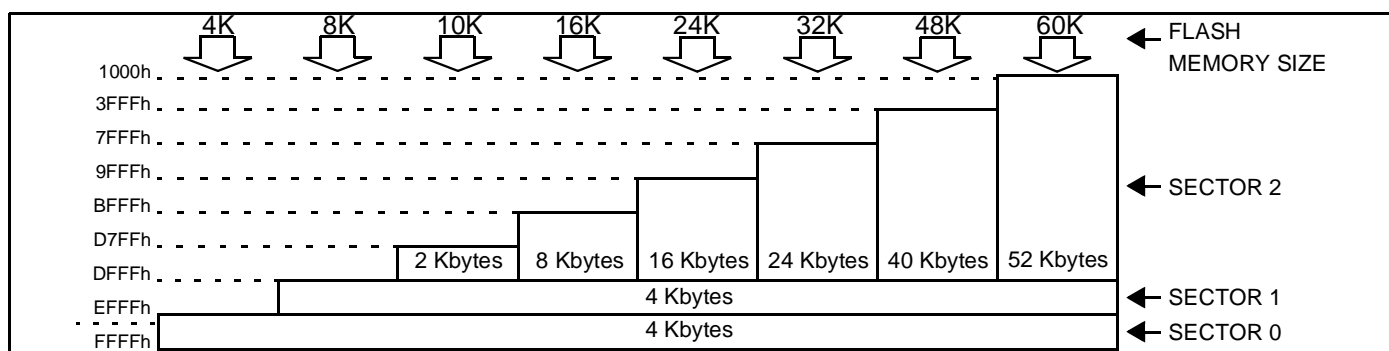 4K 8K 10K 16K 24K 32K 48K 60K
FLASH
MEMORY SIZE
1000h
3FFFh
7FFFh
9FFFh
BFFFh
D7FFh
DFFFh
EFFFh
FFFFh
SECTOR 2
2 Kbytes 8 Kbytes 16 Kbytes 24 Kbytes 40 Kbytes 52 Kbytes
4 Kbytes
SECTOR 1
4 Kbytes
SECTOR 0